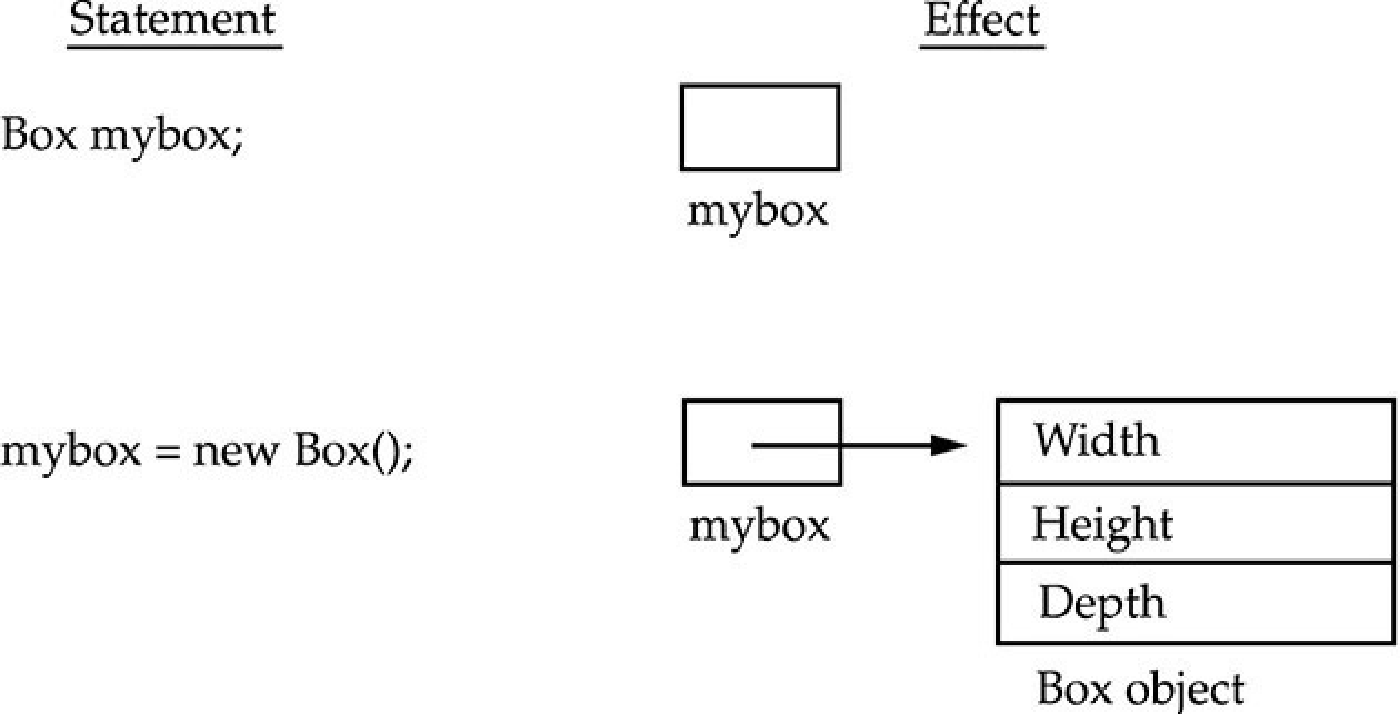 Statement
Effect
Box mybox;
mybox
mybox = new Box();
mybox
Width
Height
Depth
Box object